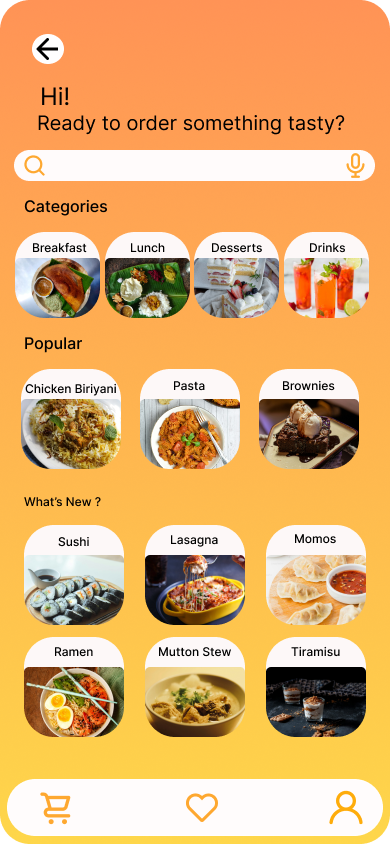 Hi!
Ready to order something tasty?
Categories
Breakfast Lunch Desserts Drinks
Popular
Chicken Biriyani Pasta Brownies
What's New ?
Sushi Lasagna Momos
Ramen Mutton Stew Tiramisu